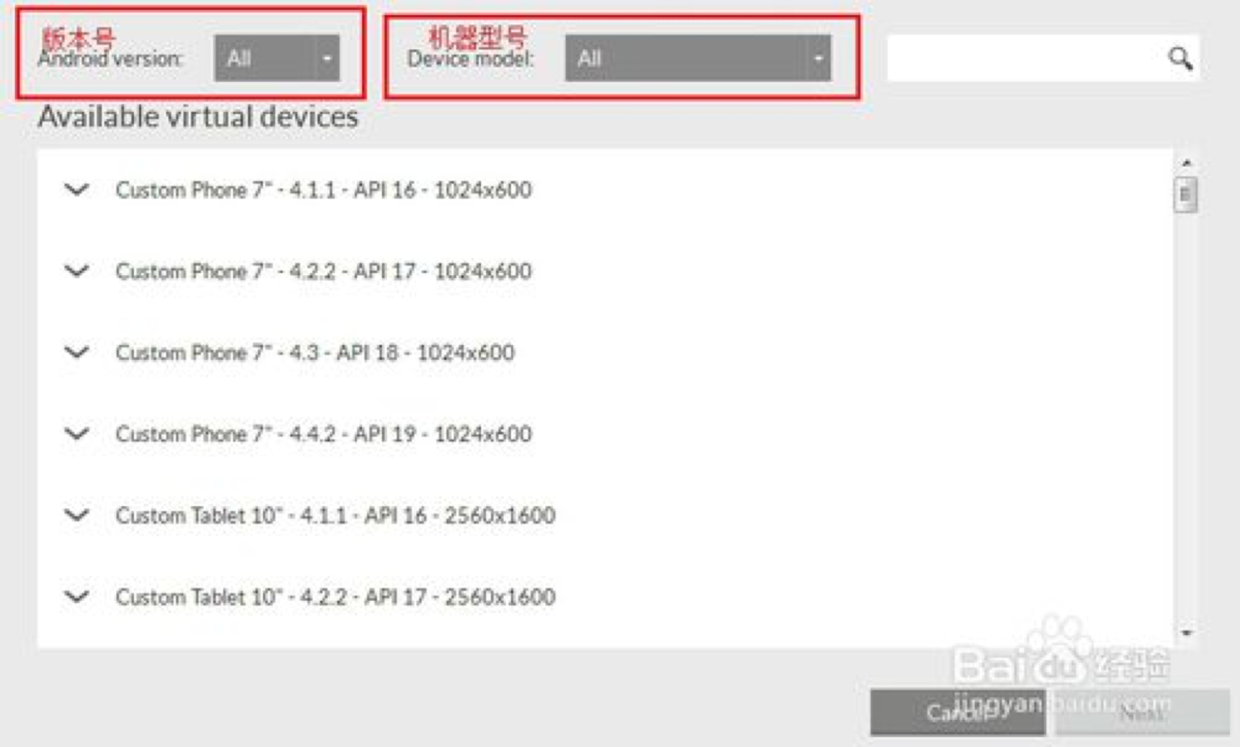 版本号
机器型号
Android version: All
Device model: All
Available virtual devices
Custom Phone 7" - 4.1.1 - API 16 - 1024x600
Custom Phone 7" - 4.2.2 - API 17 - 1024x600
Custom Phone 7" - 4.3 - API 18 - 1024x600
Custom Phone 7" - 4.4.2 - API 19 - 1024x600
Custom Tablet 10" - 4.1.1 - API 16 - 2560x1600
Custom Tablet 10" - 4.2.2 - API 17 - 2560x1600
Baidu 经验
jingyan.baidu.com
Cancel
Next